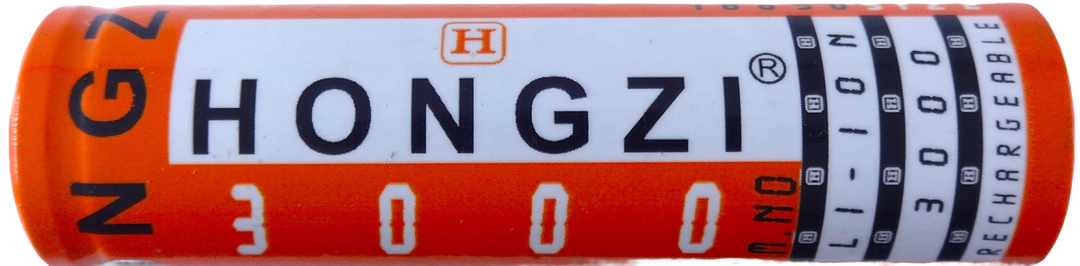 NGZ
H
HONGZI®
3000
M.NO
LI-ION
3000
RECHARGEABLE